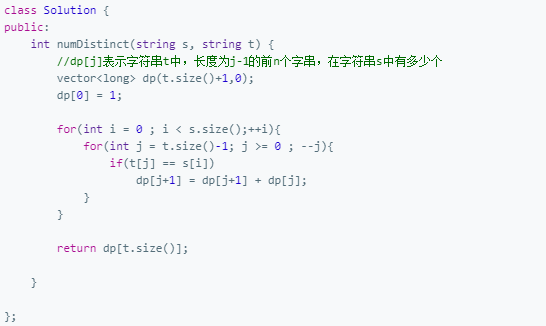 class Solution {
public:
    int numDistinct(string s, string t) {
        //dp[j]表示字符串t中，长度为j-1的前n个字串，在字符串s中有多少个
        vector<long> dp(t.size()+1,0);
        dp[0] = 1;
        for(int i = 0 ; i < s.size();++i){
            for(int j = t.size()-1; j >= 0 ; --j){
                if(t[j] == s[i])
                    dp[j+1] = dp[j+1] + dp[j];
            }
        }
        return dp[t.size()];
    }
};